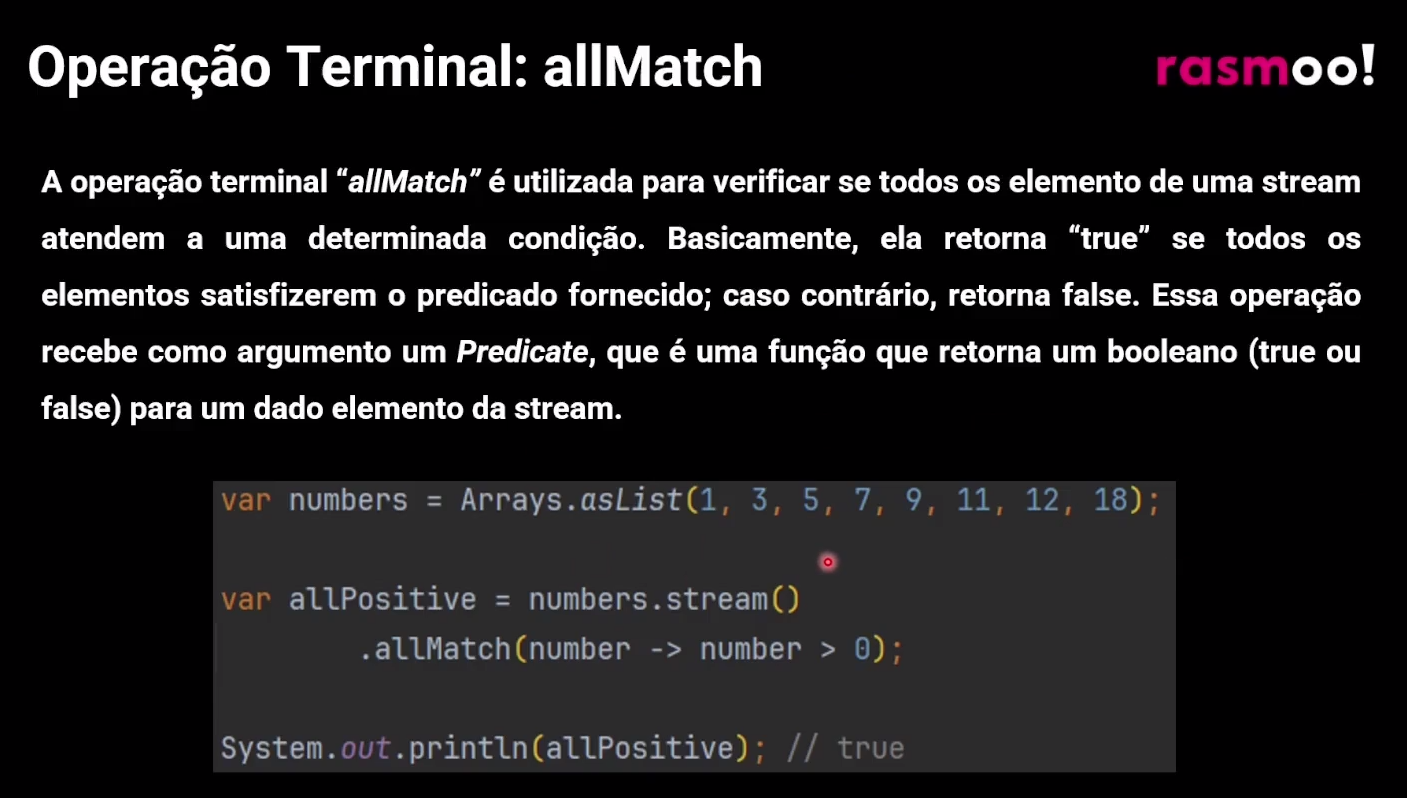 Operação Terminal: allMatch
rasmoo!
A operação terminal “allMatch” é utilizada para verificar se todos os elemento de uma stream
atendem a uma determinada condição. Basicamente, ela retorna “true” se todos os
elementos satisfizerem o predicado fornecido; caso contrário, retorna false. Essa operação
recebe como argumento um Predicate, que é uma função que retorna um booleano (true ou
false) para um dado elemento da stream.
var numbers = Arrays.asList(1, 3, 5, 7, 9, 11, 12, 18);
var allPositive = numbers.stream()
.allMatch(number -> number > 0);
System.out.println(allPositive); // true